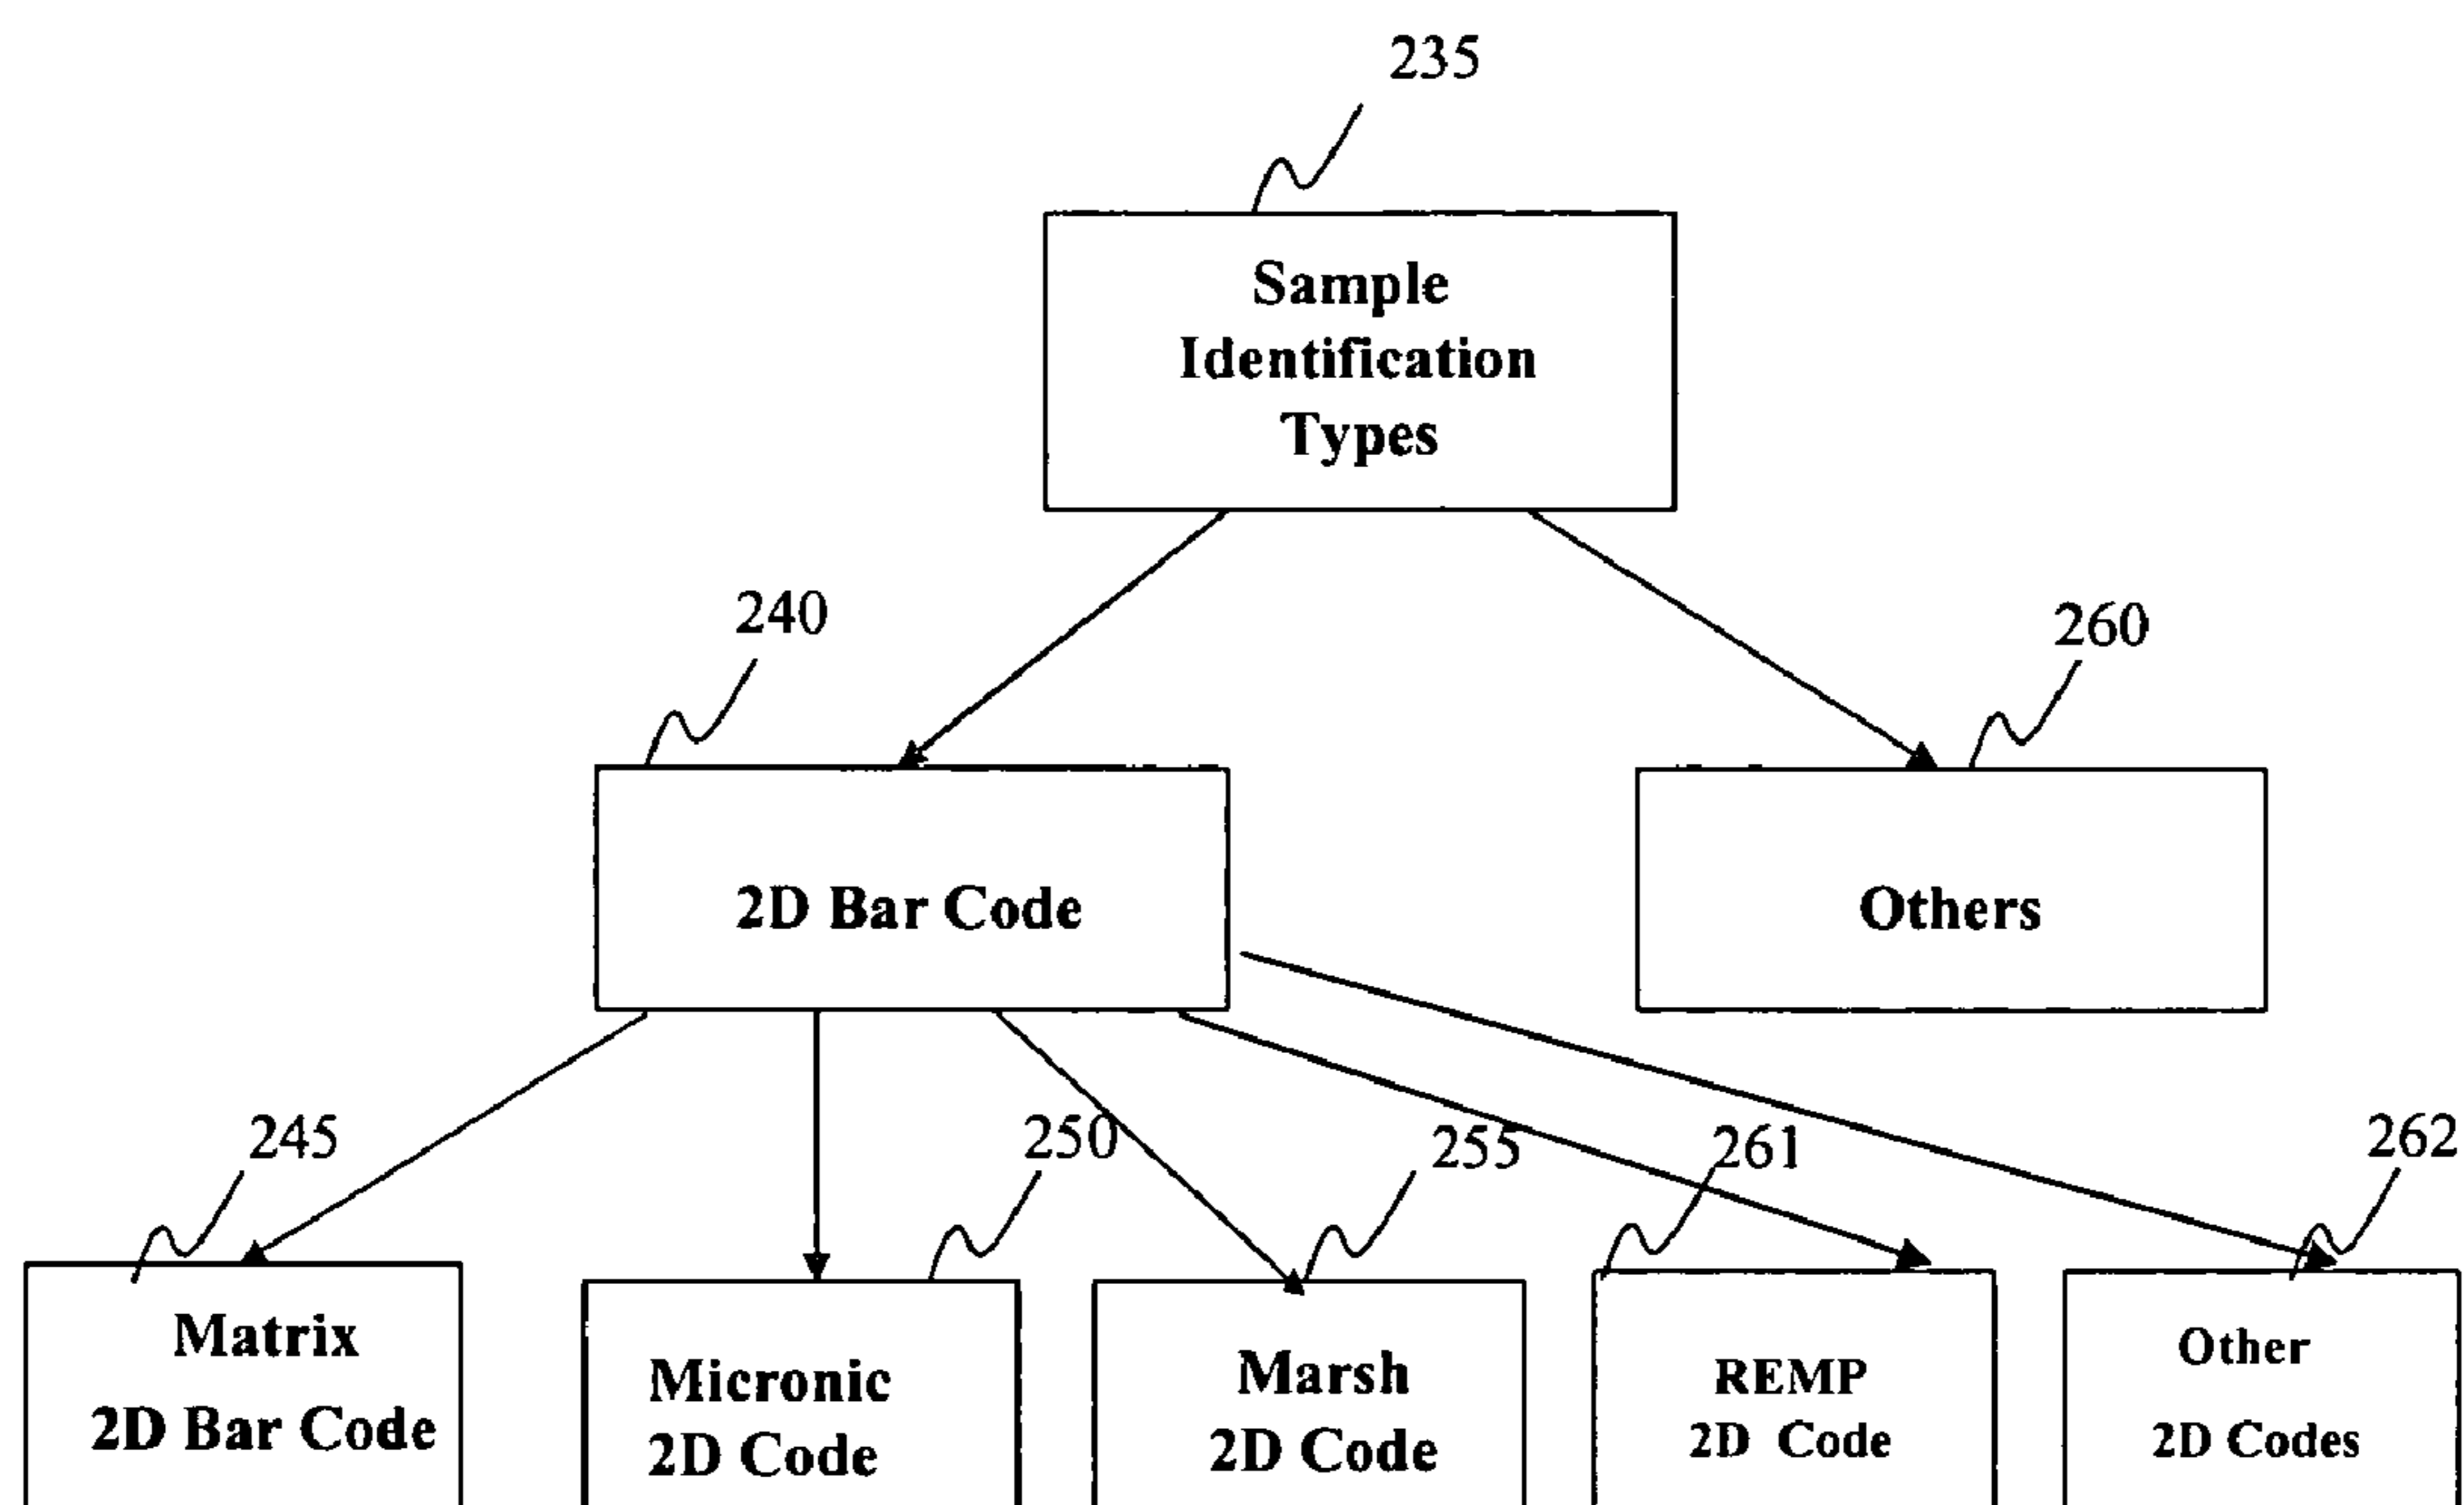 235
Sample
Identification
Types
240
260
2D Bar Code
Others
245
250
255
261
262
Matrix
2D Bar Code
Micronic
2D Code
Marsh
2D Code
REMP
2D Code
Other
2D Codes